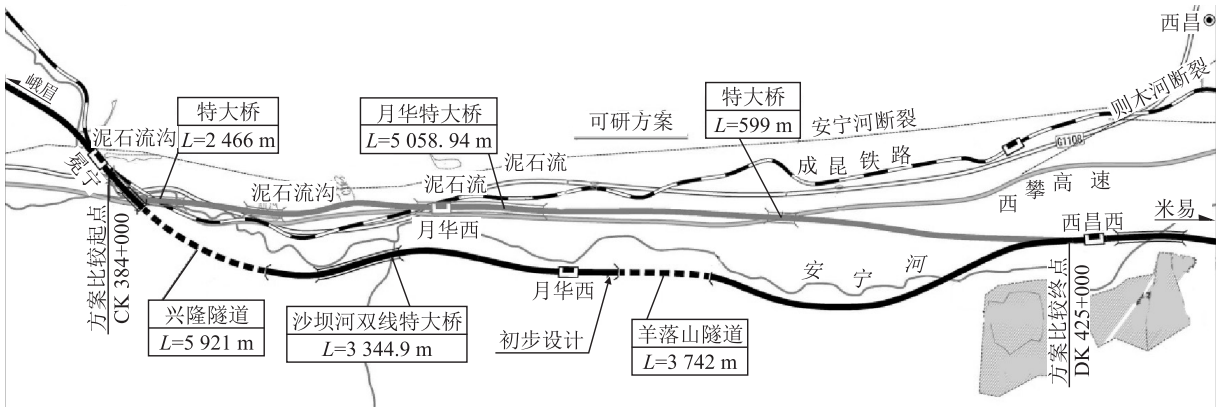 西昌
峨眉
特大桥
L=2 466 m
月华特大桥
L=5 058. 94 m
特大桥
L=599 m
可研方案
安宁河断裂
则木河断裂
G1108
泥石流沟
冕宁
泥石流沟
泥石流
泥石流
成昆铁路
西攀高速
月华西
西昌西
米易
方案比较起点
CK 384+000
兴隆隧道
L=5 921 m
沙坝河双线特大桥
L=3 344.9 m
月华西
初步设计
羊落山隧道
L=3 742 m
安宁河
方案比较终点
DK 425+000